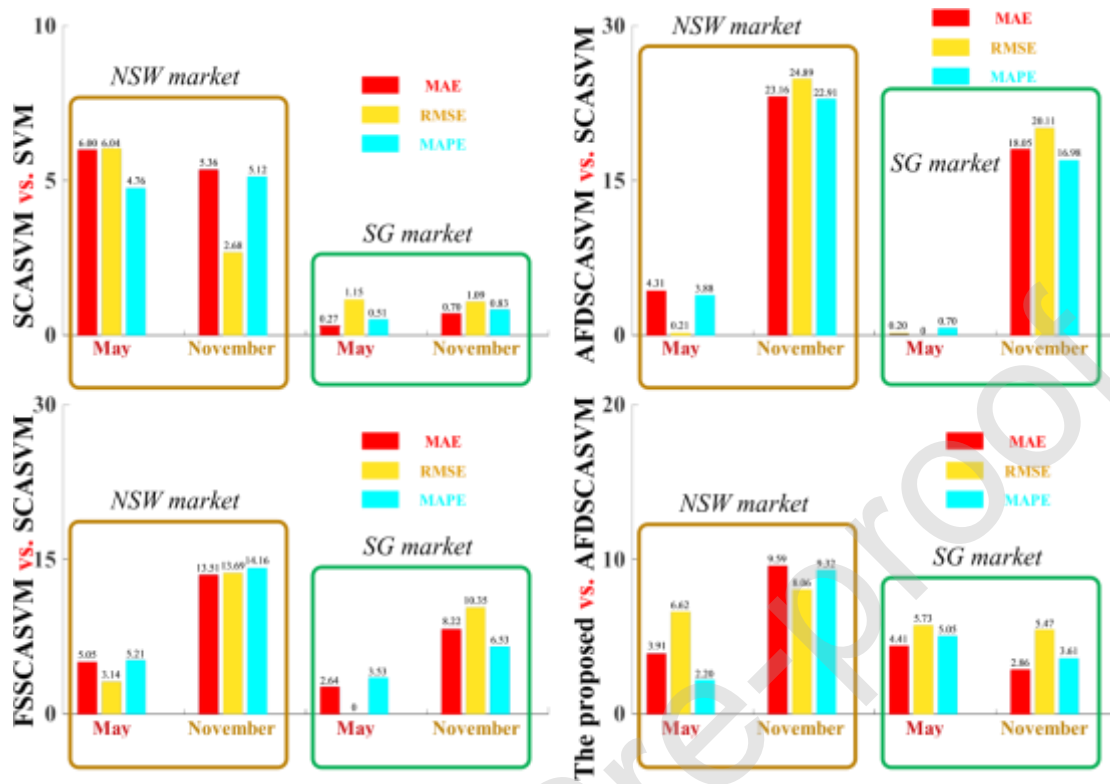 SCASVM vs. SVM
10
5
0
NSW market
MAE
RMSE
MAPE
6.00
6.04
4.76
5.36
2.68
5.12
SG market
0.27
1.15
0.51
0.70
1.09
0.83
May
November
May
November
AFDSCASVM vs. SCASVM
30
15
0
NSW market
MAE
RMSE
MAPE
4.31
0.21
3.88
23.16
24.89
22.91
SG market
0.20
0
0.70
18.05
20.11
16.98
May
November
May
November
FSSCASVM vs. SCASVM
30
15
0
NSW market
MAE
RMSE
MAPE
5.05
3.14
5.21
13.51
13.69
14.16
SG market
2.64
0
3.53
8.22
10.35
6.53
May
November
May
November
The proposed vs. AFDSCASVM
20
10
0
NSW market
MAE
RMSE
MAPE
3.91
6.62
2.20
9.59
8.06
9.32
SG market
4.41
5.73
5.05
2.86
5.47
3.61
May
November
May
November
re-proof